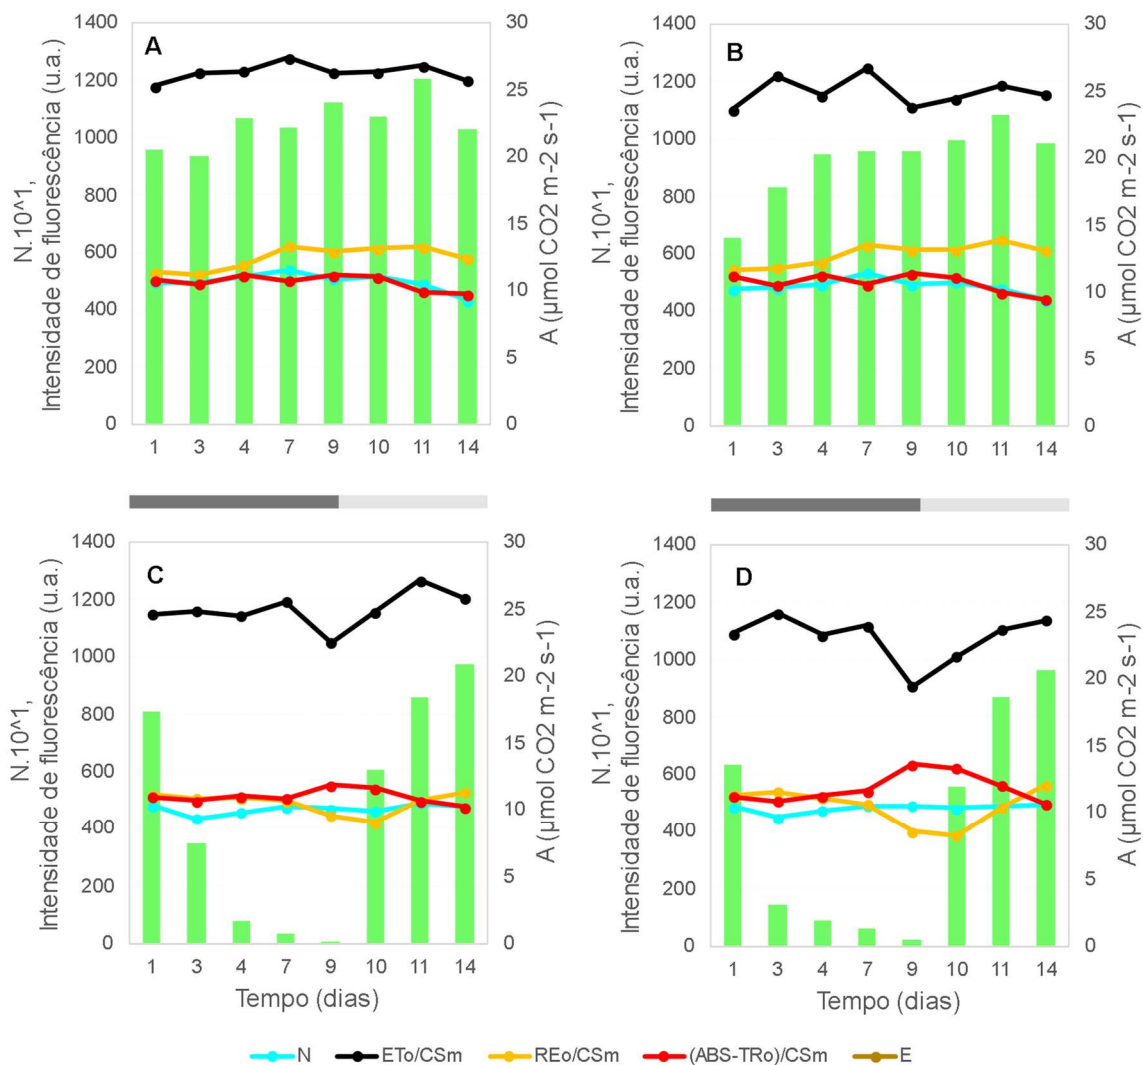 A
1400
1200
1000
800
600
400
200
0
N.10^1,
Intensidade de fluorescência (u.a.)
30
25
20
15
10
5
0
A (µmol CO2 m-2 s-1)
1 3 4 7 9 10 11 14
B
1400
1200
1000
800
600
400
200
0
N.10^1,
Intensidade de fluorescência (u.a.)
30
25
20
15
10
5
0
A (µmol CO2 m-2 s-1)
1 3 4 7 9 10 11 14
C
1400
1200
1000
800
600
400
200
0
N.10^1,
Intensidade de fluorescência (u.a.)
30
25
20
15
10
5
0
A (µmol CO2 m-2 s-1)
1 3 4 7 9 10 11 14
Tempo (dias)
D
1400
1200
1000
800
600
400
200
0
N.10^1,
Intensidade de fluorescência (u.a.)
30
25
20
15
10
5
0
A (µmol CO2 m-2 s-1)
1 3 4 7 9 10 11 14
Tempo (dias)
N ETo/CSm REo/CSm (ABS-TRo)/CSm E